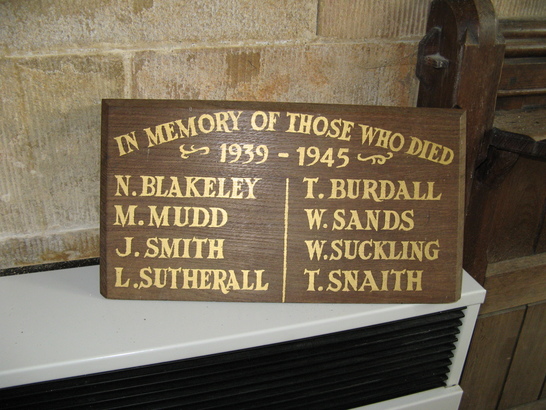 IN MEMORY OF THOSE WHO DIED
1939 - 1945
N. BLAKELEY
M. MUDD
J. SMITH
L. SUTHERALL
T. BURDALL
W. SANDS
W. SUCKLING
T. SNAITH